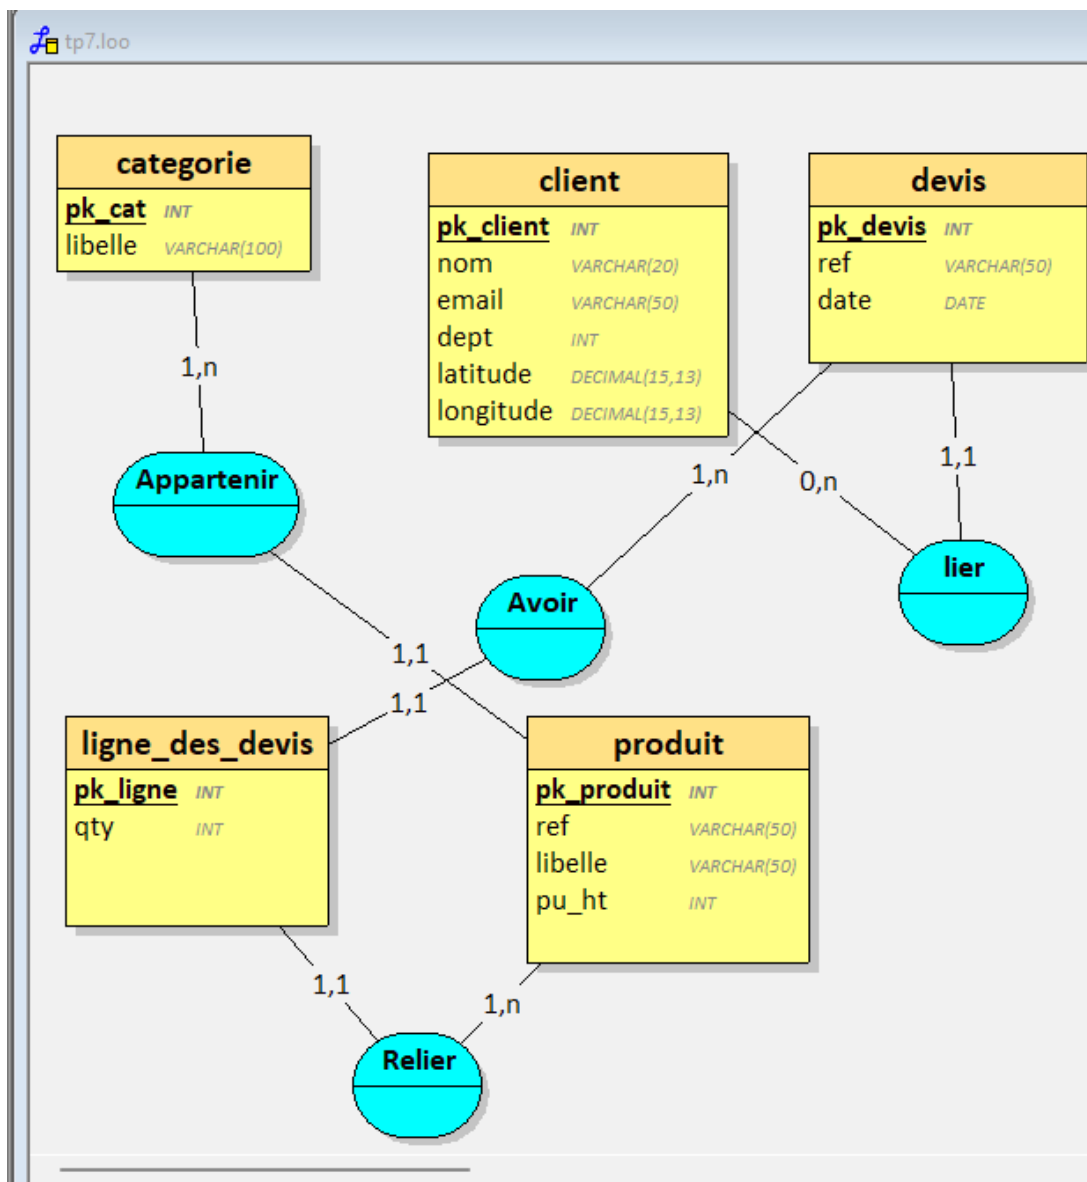 tp7.loo
categorie
pk_cat INT
libelle VARCHAR(100)
client
pk_client INT
nom VARCHAR(20)
email VARCHAR(50)
dept INT
latitude DECIMAL(15,13)
longitude DECIMAL(15,13)
devis
pk_devis INT
ref VARCHAR(50)
date DATE
1,n
1,n
0,n
1,1
Appartenir
Avoir
lier
1,1
1,1
ligne_des_devis
pk_ligne INT
qty INT
produit
pk_produit INT
ref VARCHAR(50)
libelle VARCHAR(50)
pu_ht INT
1,1
1,n
Relier